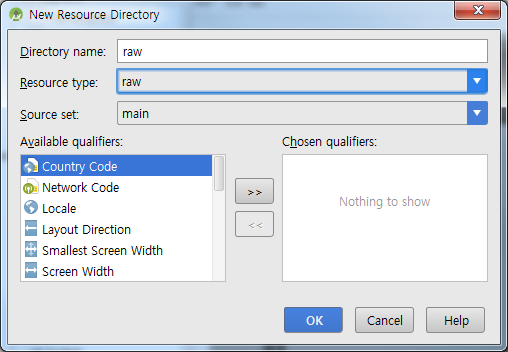 New Resource Directory
Directory name: raw
Resource type: raw
Source set: main
Available qualifiers: Chosen qualifiers:
Country Code
Network Code
Locale
Layout Direction
Smallest Screen Width
Screen Width
>>
<<
Nothing to show
OK Cancel Help